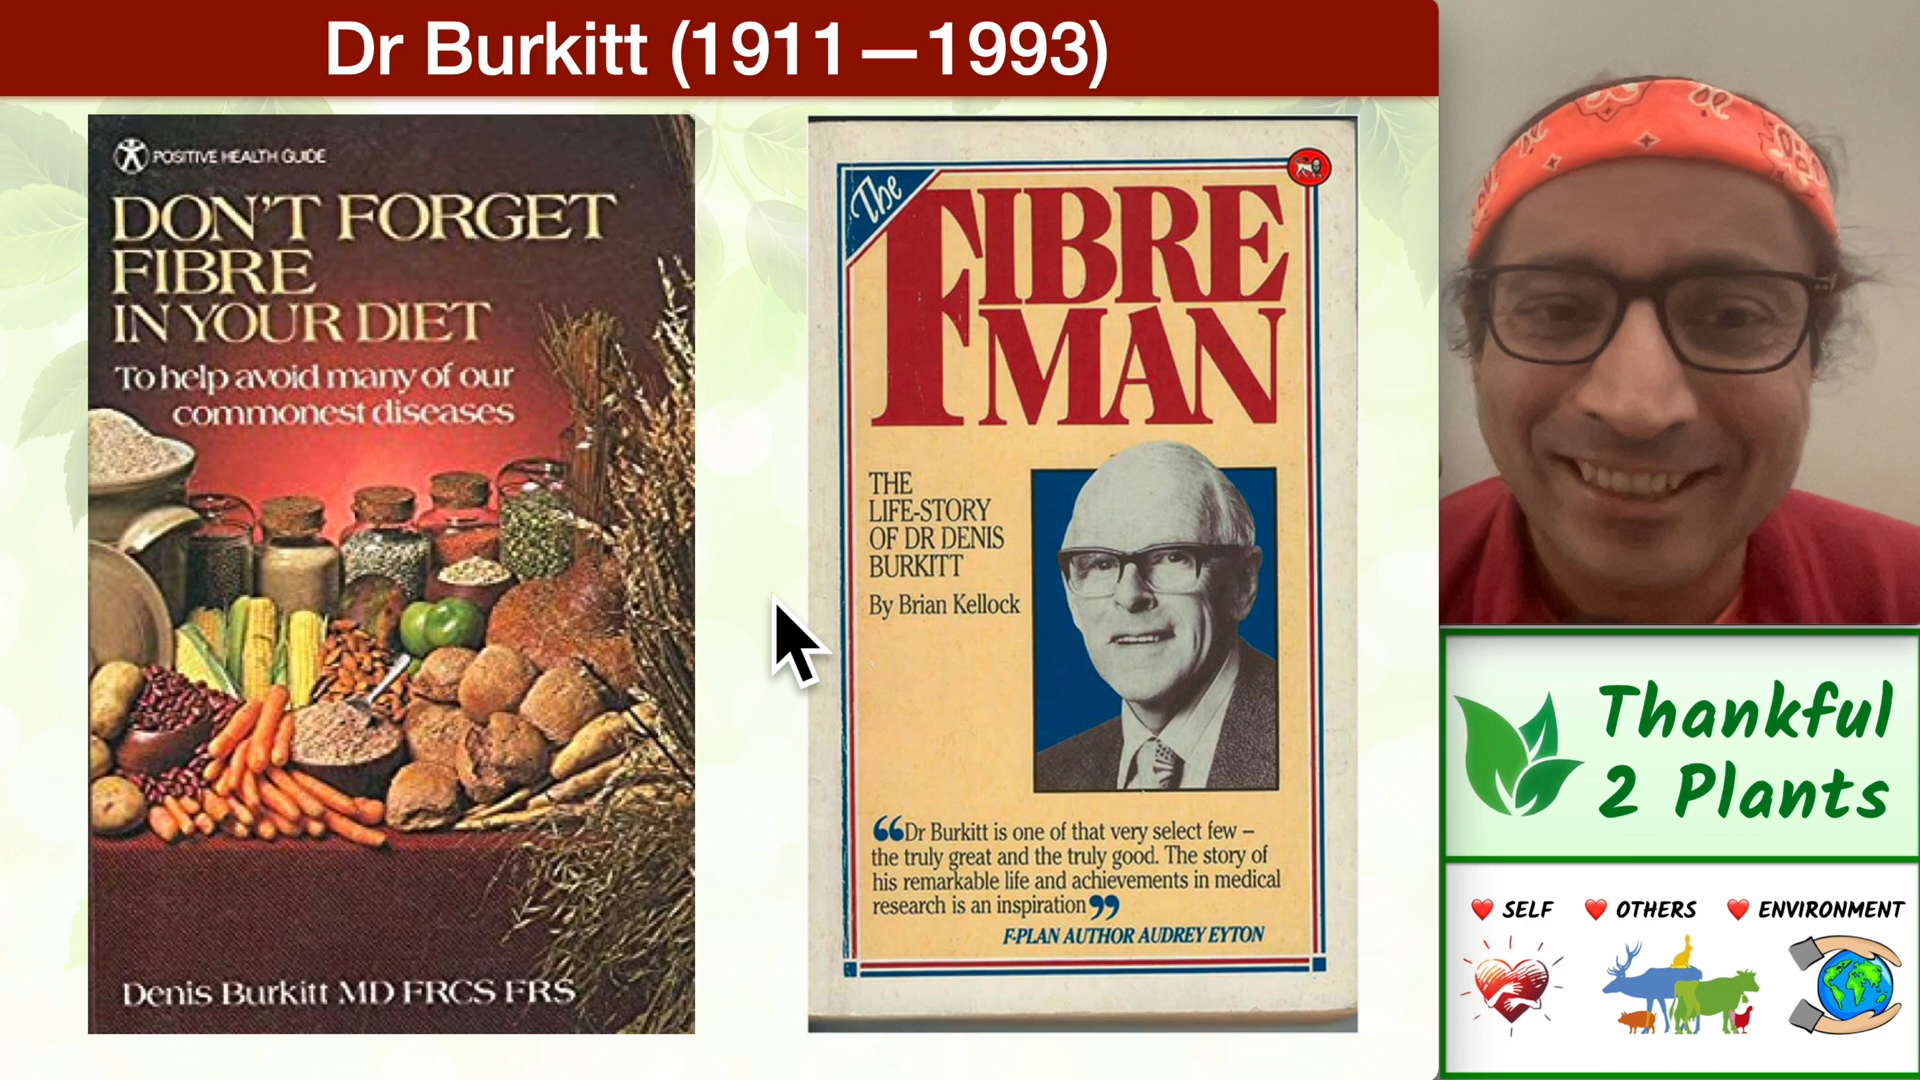 Dr Burkitt (1911—1993)
POSITIVE HEALTH GUIDE
DON'T FORGET
FIBRE
IN YOUR DIET
To help avoid many of our
commonest diseases
Denis Burkitt MD FRCS FRS
The
FIBRE
MAN
THE
LIFE-STORY
OF DR DENIS
BURKITT
By Brian Kellock
“Dr Burkitt is one of that very select few –
the truly great and the truly good. The story of
his remarkable life and achievements in medical
research is an inspiration”
F-PLAN AUTHOR AUDREY EYTON
Thankful
2 Plants
❤️ SELF ❤️ OTHERS ❤️ ENVIRONMENT